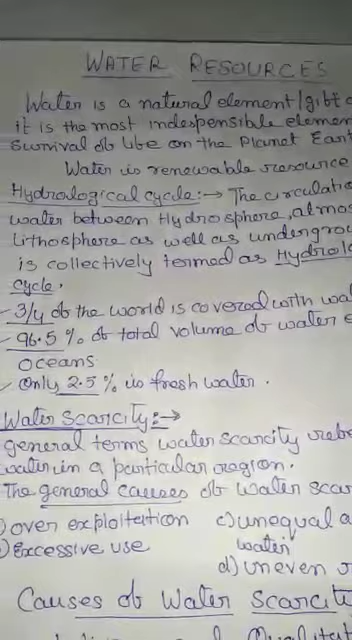 WATER RESOURCES
Water is a natural element/gift
it is the most indespensible elemen
Survival of life on the Planet Eart
Water is renewable resource
Hydrological cycle:→ The circulatio
water between Hydrosphere, atmos
lithosphere as well as undergrou
is collectively termed as Hydrolo
cycle.
- 3/4 of the world is covered with wa
- 96.5% of total volume of water
oceans
Only 2.5% is fresh water.
Water Scarcity:→
general terms water scarcity refe
water in a particular region.
The general causes of water scar
) over exploitation c) unequal a
) Excessive use water
d) uneven
Causes of Water Scarcit